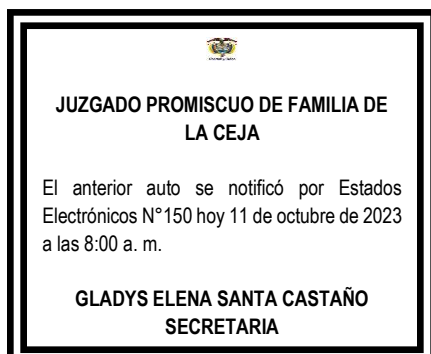 JUZGADO PROMISCUO DE FAMILIA DE
LA CEJA
El anterior auto se notificó por Estados
Electrónicos N°150 hoy 11 de octubre de 2023
a las 8:00 a. m.
GLADYS ELENA SANTA CASTAÑO
SECRETARIA